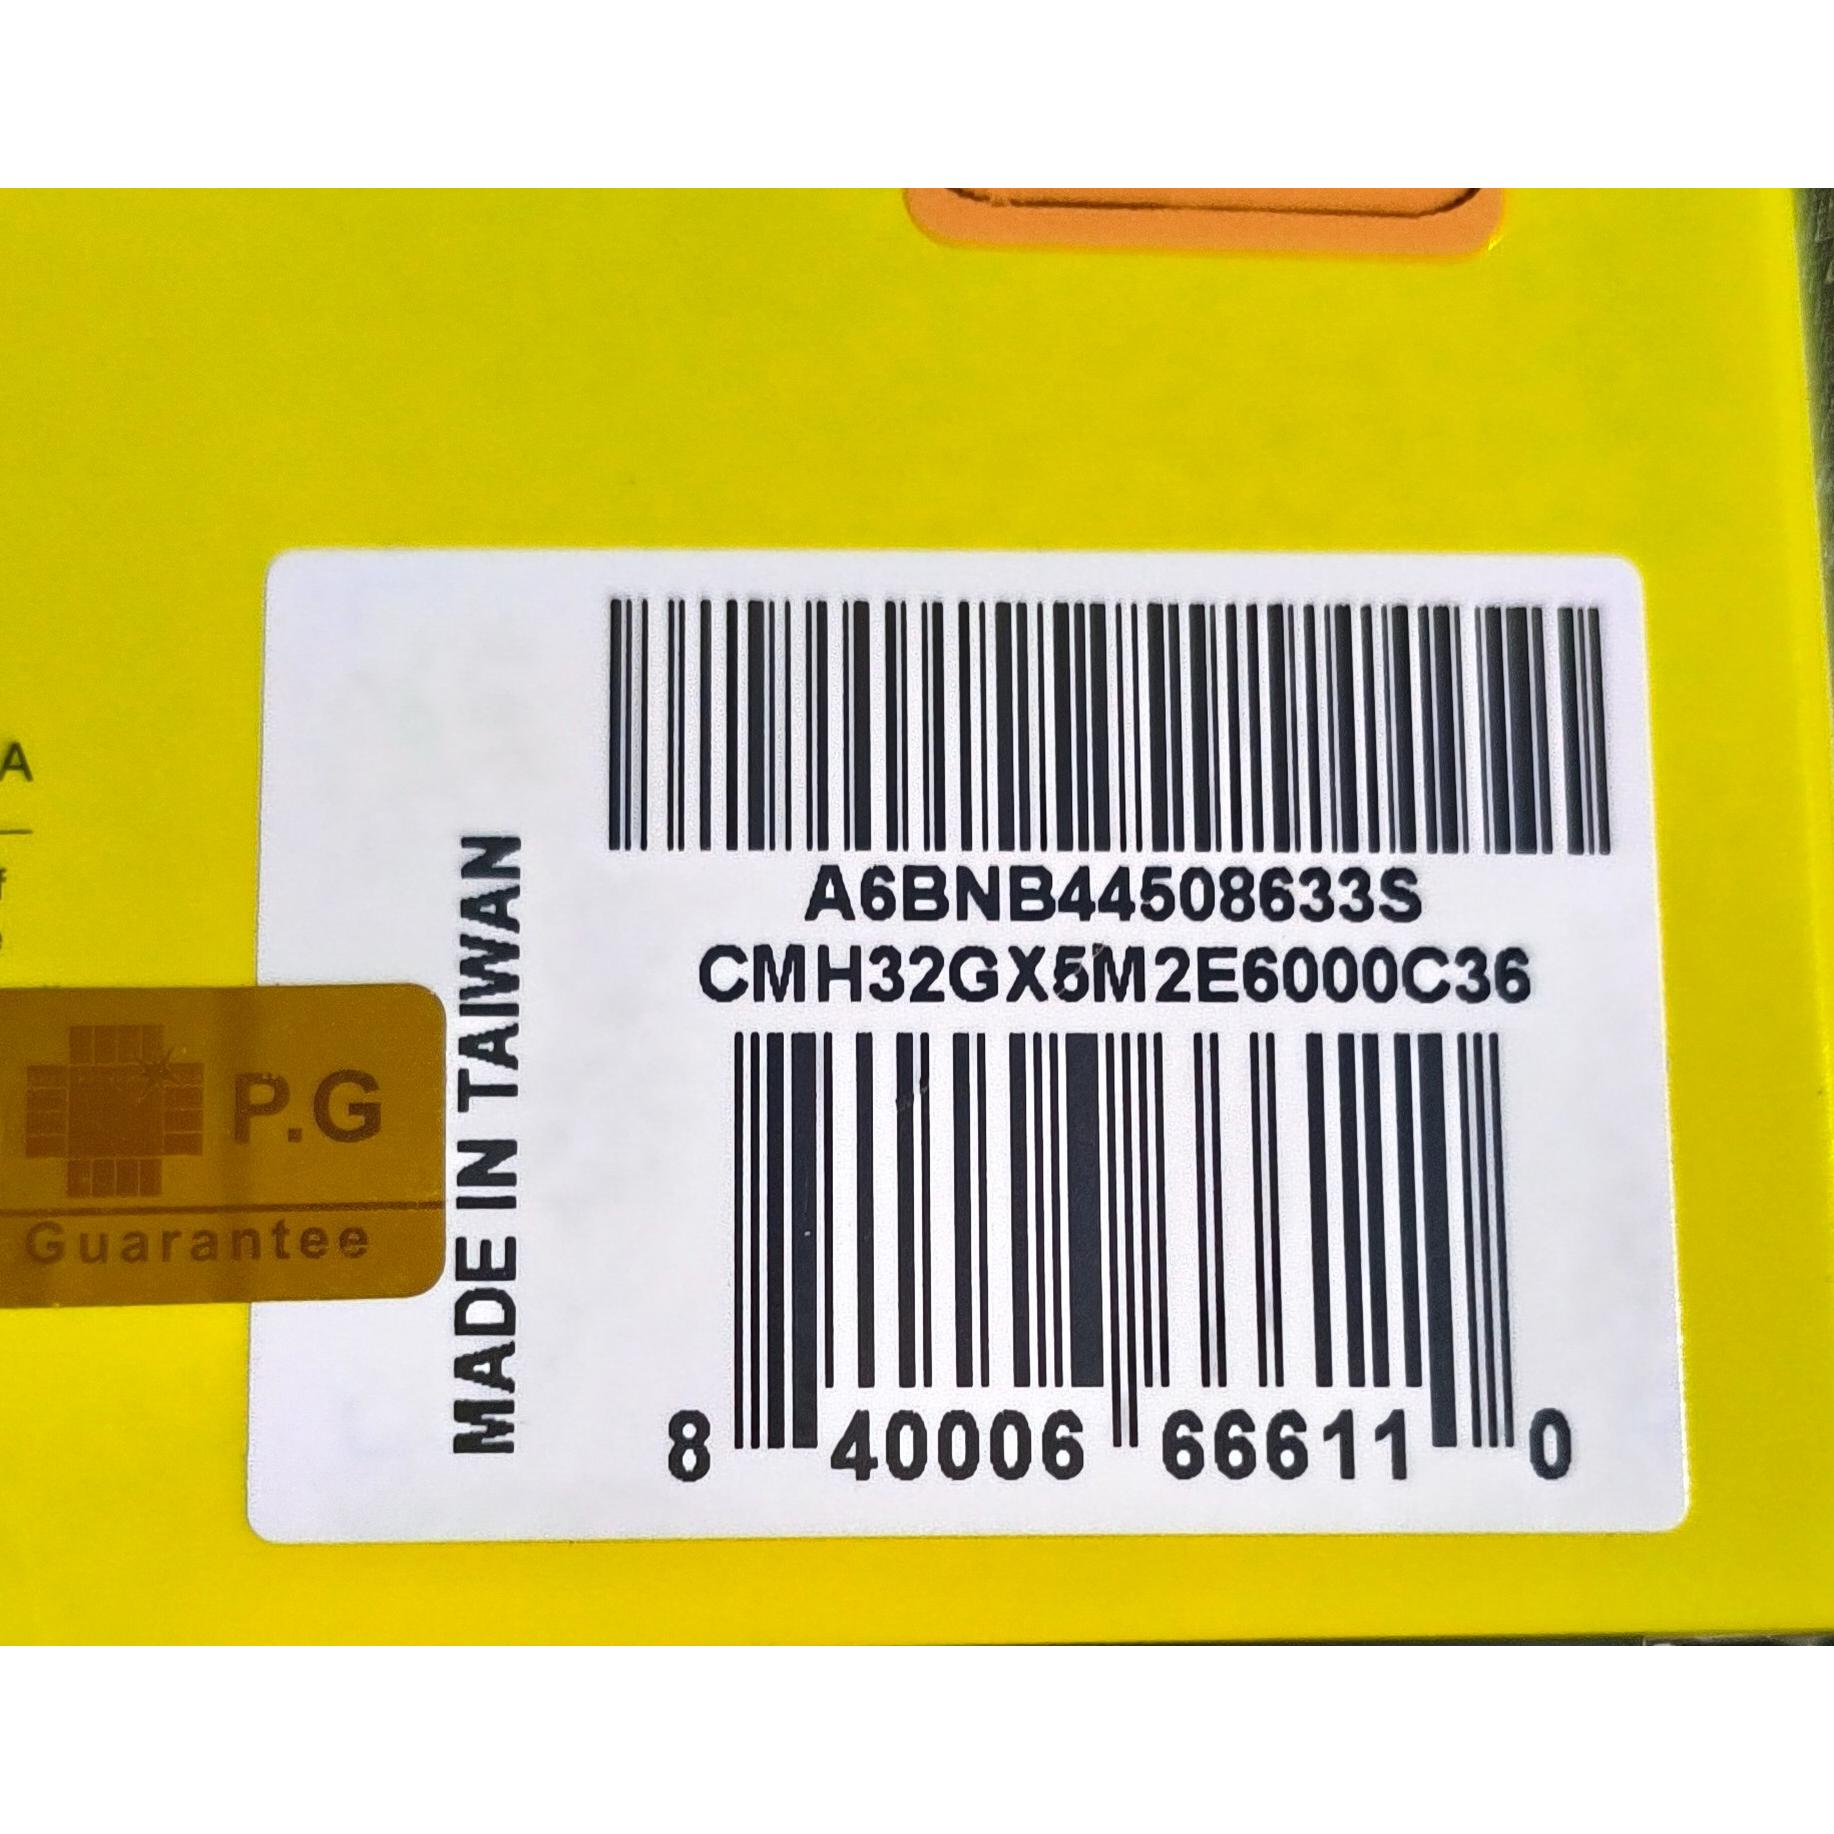 A6BNB44508633S
CMH32GX5M2E6000C36
8 40006 66611 0
MADE IN TAIWAN
A
P.G
Guarantee